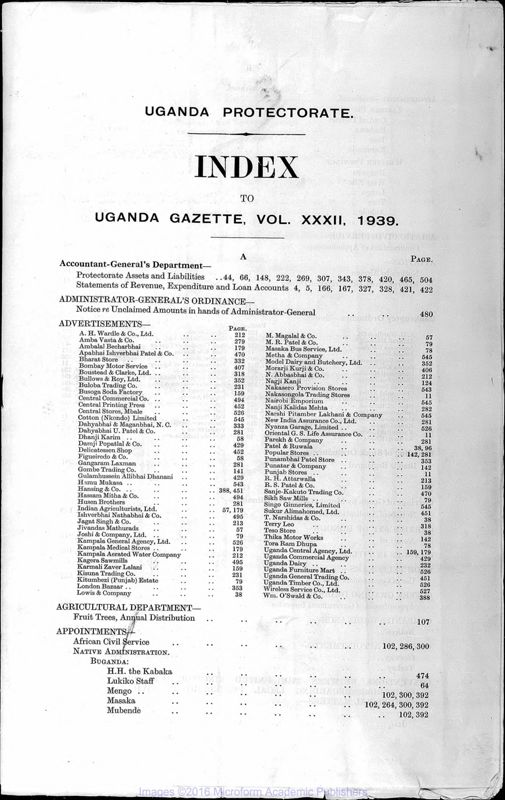 UGANDA PROTECTORATE.
INDEX
TO
UGANDA GAZETTE, VOL. XXXII, 1939.
A
PAGE.
Accountant-General's Department—
Protectorate Assets and Liabilities ..44, 66, 148, 222, 269, 307, 343, 378, 420, 465, 504
Statements of Revenue, Expenditure and Loan Accounts 4, 5, 166, 167, 327, 328, 421, 422
ADMINISTRATOR-GENERAL'S ORDINANCE—
Notice re Unclaimed Amounts in hands of Administrator-General .. .. 480
ADVERTISEMENTS—
PAGE.
A. H. Wardle & Co., Ltd. .. 212
Amba Vasta & Co. .. 279
Ambalal Becharbhai .. 179
Apabhai Ishverbhai Patel & Co. .. 470
Bharat Store .. 332
Bombay Motor Service .. 407
Boustead & Clarke, Ltd. .. 318
Bullows & Roy, Ltd. .. 352
Buloba Trading Co. .. 231
Busoga Soda Factory .. 159
Central Commercial Co. .. 494
Central Printing Press .. 452
Central Stores, Mbale .. 526
Cotton (Nkondo) Limited .. 545
Dahyabhai & Maganbhai, N. C. .. 333
Dahyabhai U. Patel & Co. .. 281
Dhanji Karim .. 58
Damji Popatlal & Co. .. 429
Delicatessen Shop .. 452
Figueiredo & Co. .. 58
Gangaram Laxman .. 281
Gombe Trading Co. .. 141
Gulamhussein Allibhai Dhanani .. 429
Hamu Mukasa .. 543
Hansing & Co. .. 388, 451
Hassam Mitha & Co. .. 494
Husen Brothers .. 281
Indian Agriculturists, Ltd. .. 57, 179
Ishverbhai Nathabhai & Co. .. 495
Jagat Singh & Co. .. 213
Jivandas Mathurads .. 57
Joshi & Company, Ltd. .. 79
Kampala General Agency, Ltd. .. 526
Kampala Medical Stores .. 179
Kampala Aerated Water Company .. 212
Kagera Sawmills .. 495
Karmali Zaver Lalani .. 159
Kisuna Trading Co. .. 231
Kitumbezi (Punjab) Estate .. 79
London Bazaar .. 353
Lowis & Company .. 38
M. Magalal & Co. .. 57
M. R. Patel & Co. .. 79
Masaka Bus Service, Ltd. .. 78
Metha & Company .. 545
Model Dairy and Butchery, Ltd. .. 352
Morarji Kurji & Co. .. 406
N. Abbasbhai & Co. .. 212
Nagji Kanji .. 124
Nakasero Provision Stores .. 543
Nakasongola Trading Stores .. 11
Nairobi Emporium .. 545
Nanji Kalidas Mehta .. 282
Narshi Pitamber Lakhani & Company 545
New India Assurance Co., Ltd. .. 281
Nyanza Garage, Limited .. 526
Oriental G. S. Life Assurance Co. .. 11
Parekh & Company .. 281
Patel & Ruwala .. 38, 96
Popular Stores .. 142, 281
Punambhai Patel Store .. 353
Punatar & Company .. 142
Punjab Stores .. 11
R. H. Attarwalla .. 213
R. S. Patel & Co. .. 159
Sanje-Kakuto Trading Co. .. 470
Sikh Saw Mills .. 79
Singo Ginneries, Limited .. 545
Sukur Alimahomed, Ltd. .. 451
T. Narshidas & Co. .. 38
Terry Leo .. 318
Teso Store .. 38
Thika Motor Works .. 142
Tora Ram Dhupa .. 78
Uganda Central Agency, Ltd. .. 159, 179
Uganda Commercial Agency .. 429
Uganda Dairy .. 232
Uganda Furniture Mart .. 526
Uganda General Trading Co. .. 451
Uganda Timber Co., Ltd. .. 526
Wireless Service Co., Ltd. .. 527
Wm. O'Swald & Co. .. 388
AGRICULTURAL DEPARTMENT—
Fruit Trees, Annual Distribution .. 107
APPOINTMENTS—
African Civil Service .. 102, 286, 300
NATIVE ADMINISTRATION.
BUGANDA:
H.H. the Kabaka .. 474
Lukiko Staff .. 64
Mengo .. 102, 300, 392
Masaka .. 102, 264, 300, 392
Mubende .. 102, 392
Images ©2016 Microform Academic Publishers